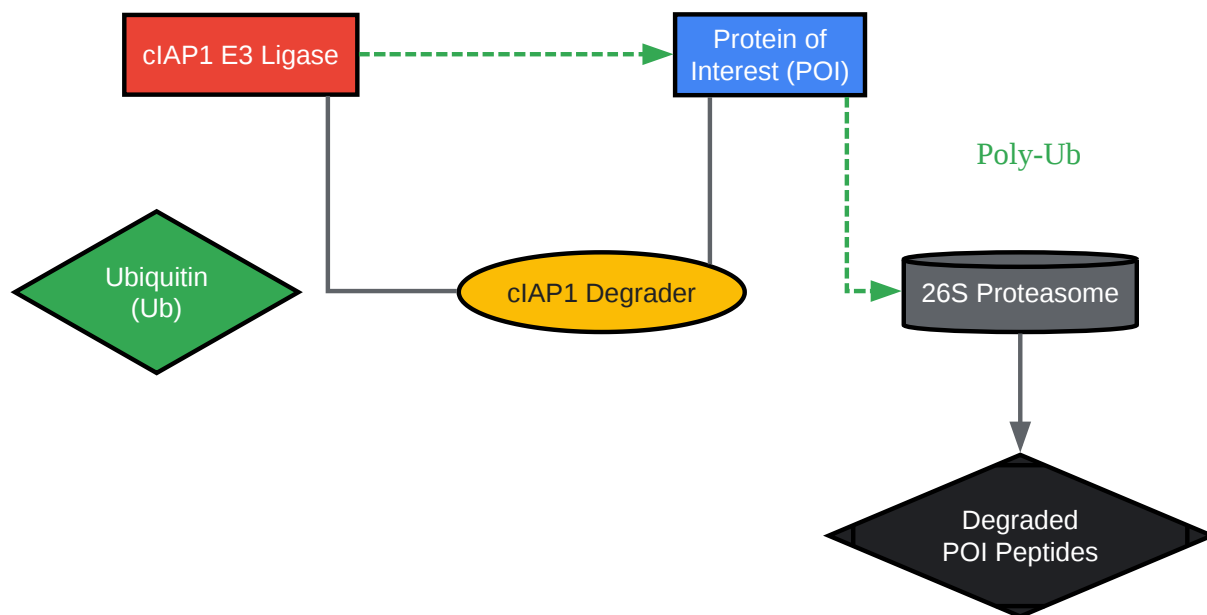 cIAP1 E3 Ligase
Protein of
Interest (POI)
Poly-Ub
Ubiquitin
(Ub)
cIAP1 Degrader
26S Proteasome
Degraded
POI Peptides